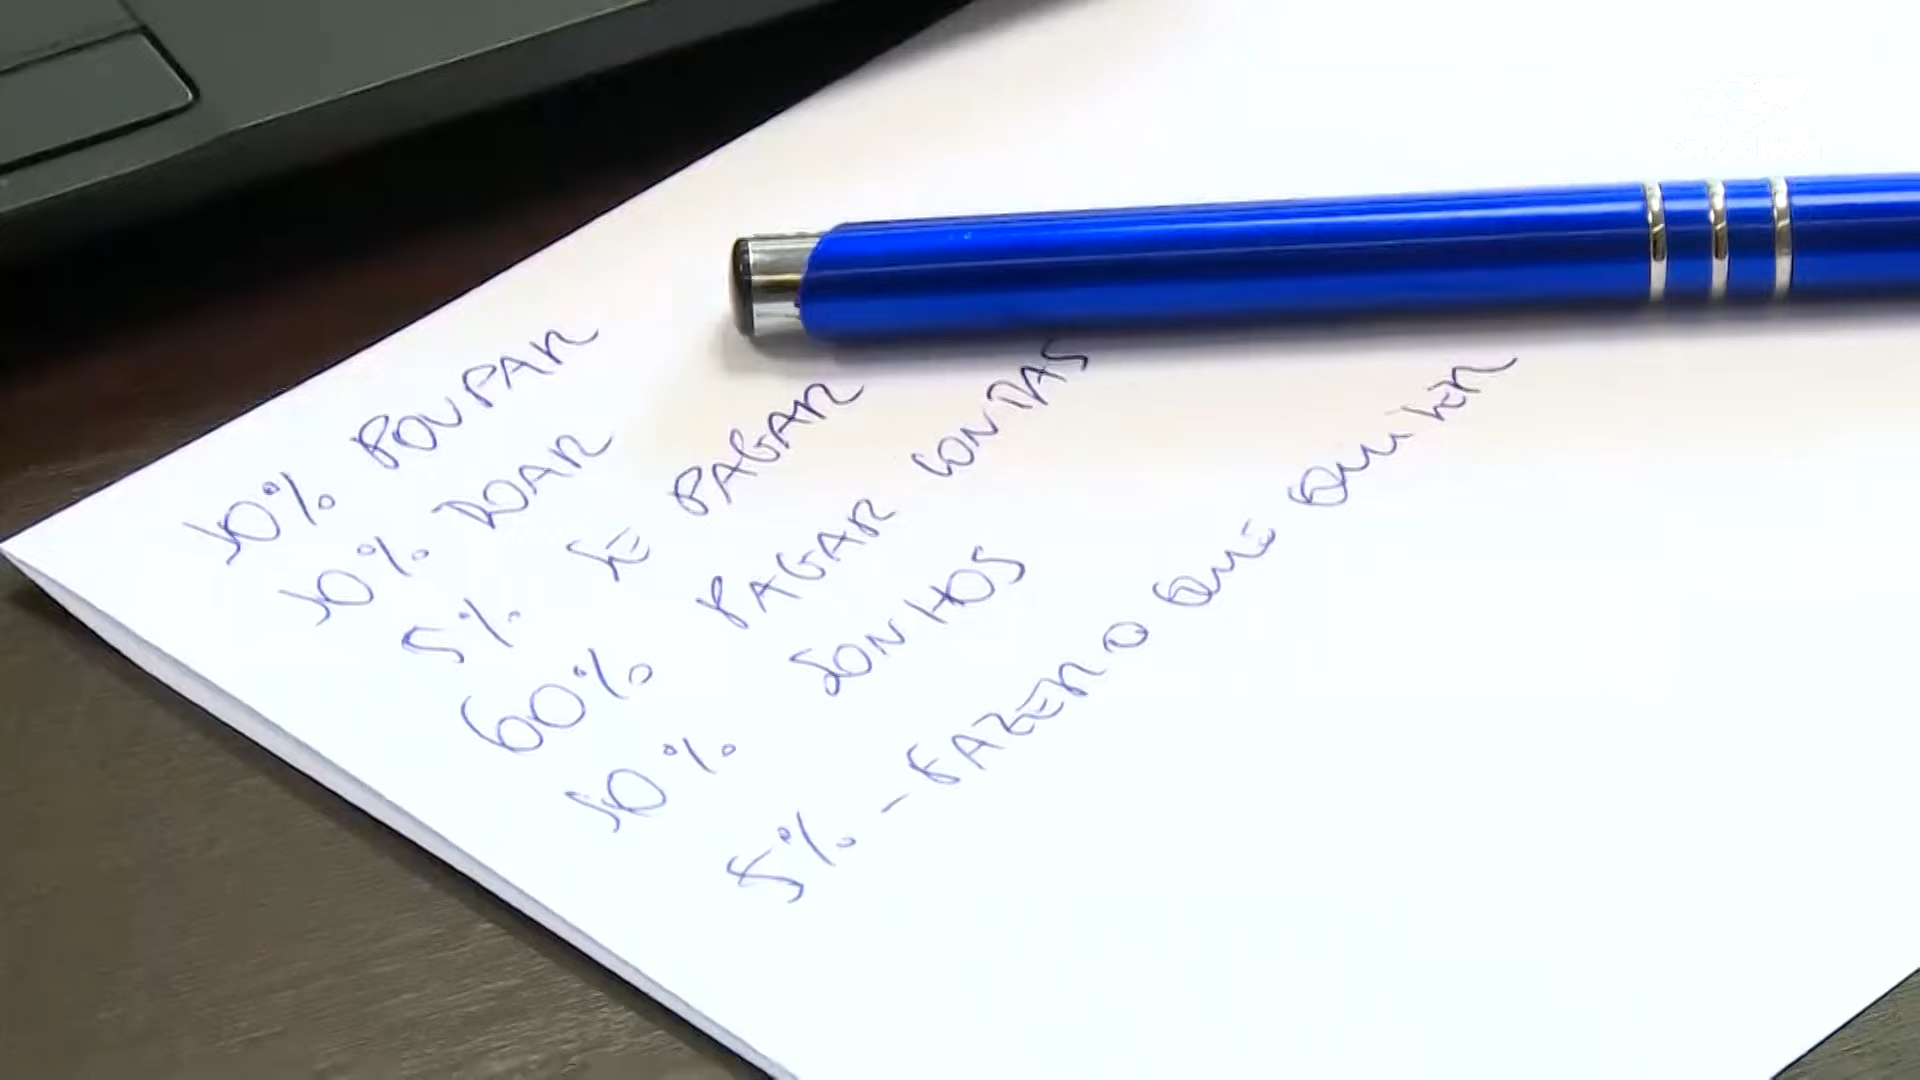 10% POUPAR
10% DOAR
5% SE PAGAR
60% PAGAR CONTAS
10% SONHOS
5% - FAZER O QUE QUISER